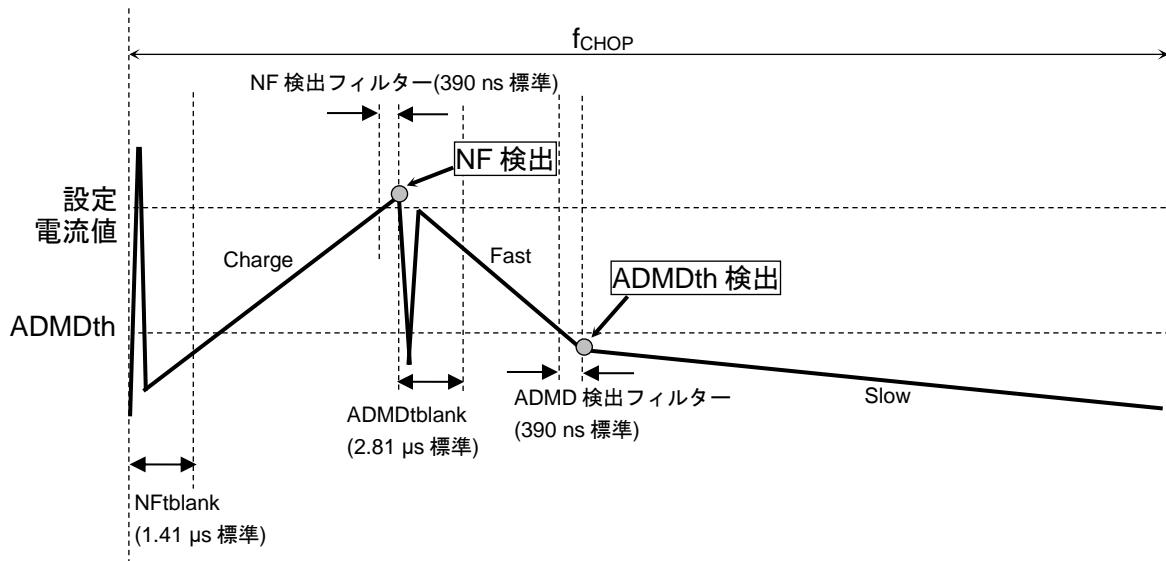 fCHOP
NF 検出フィルター(390 ns 標準)
NF 検出
設定
電流値
Charge
Fast
ADMDth 検出
ADMDth
ADMDtblank
(2.81 μs 標準)
ADMD 検出フィルター
(390 ns 標準)
Slow
NFtblank
(1.41 μs 標準)